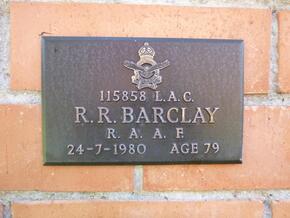 115858 L.A.C.
R. R. BARCLAY
R. A. A. F.
24-7-1980 AGE 79